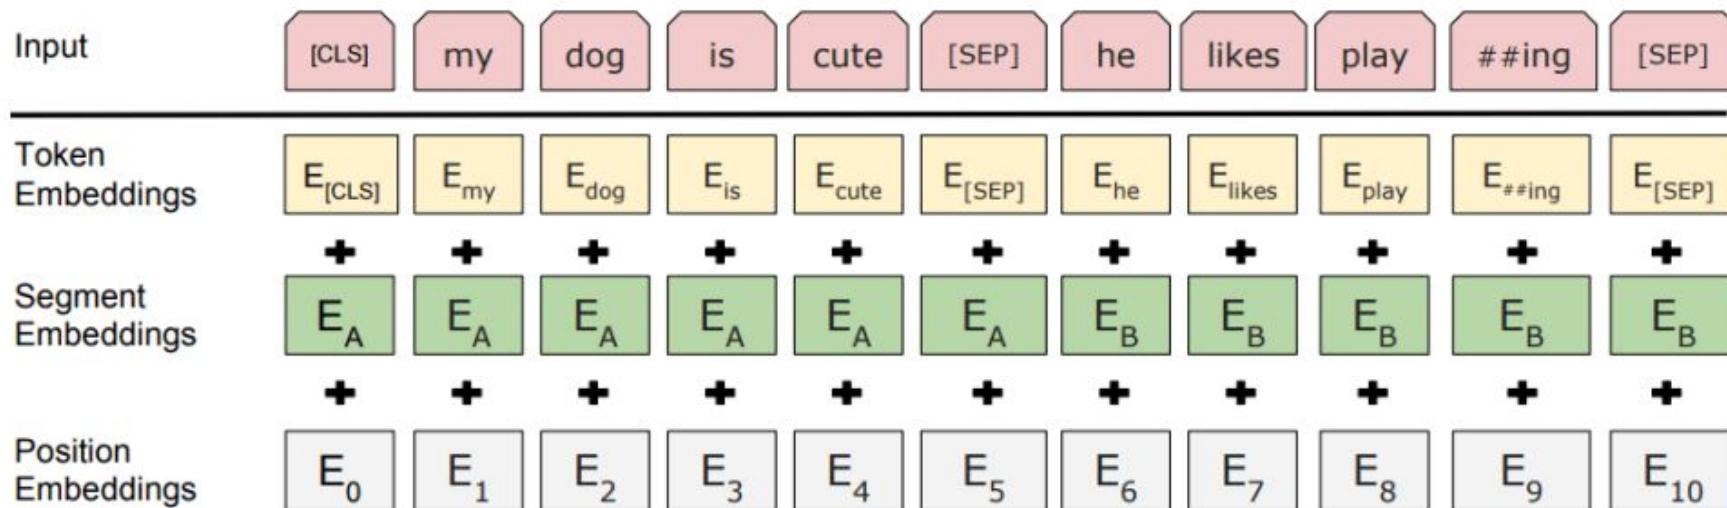 Input [CLS] my dog is cute [SEP] he likes play ##ing [SEP]
Token
Embeddings E[CLS] Emy Edog Eis Ecute E[SEP] Ehe Elikes Eplay E##ing E[SEP]
+ + + + + + + + + + +
Segment
Embeddings EA EA EA EA EA EA EB EB EB EB EB
+ + + + + + + + + + +
Position
Embeddings E0 E1 E2 E3 E4 E5 E6 E7 E8 E9 E10